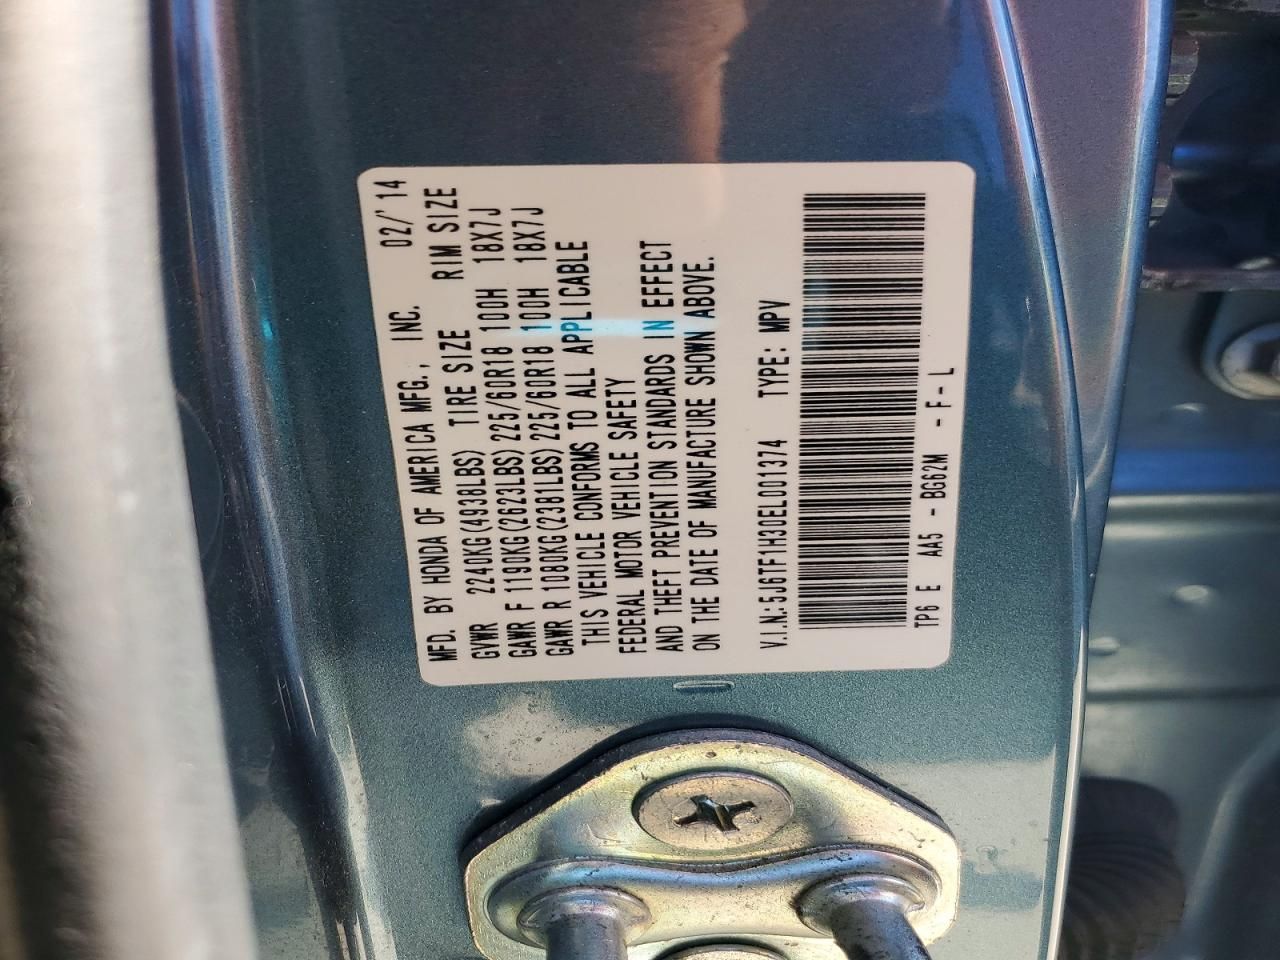 MFD. BY HONDA OF AMERICA MFG., INC. 02/'14
GVWR 2240KG(4938LBS) TIRE SIZE RIM SIZE
GAWR F 1190KG(2623LBS) 225/60R18 100H 18X7J
GAWR R 1080KG(2381LBS) 225/60R18 100H 18X7J
THIS VEHICLE CONFORMS TO ALL APPLICABLE
FEDERAL MOTOR VEHICLE SAFETY
AND THEFT PREVENTION STANDARDS IN EFFECT
ON THE DATE OF MANUFACTURE SHOWN ABOVE.
V.I.N.: 5J6TF1H30EL001374 TYPE: MPV
TP6 E AA5 - BG62M - F - L